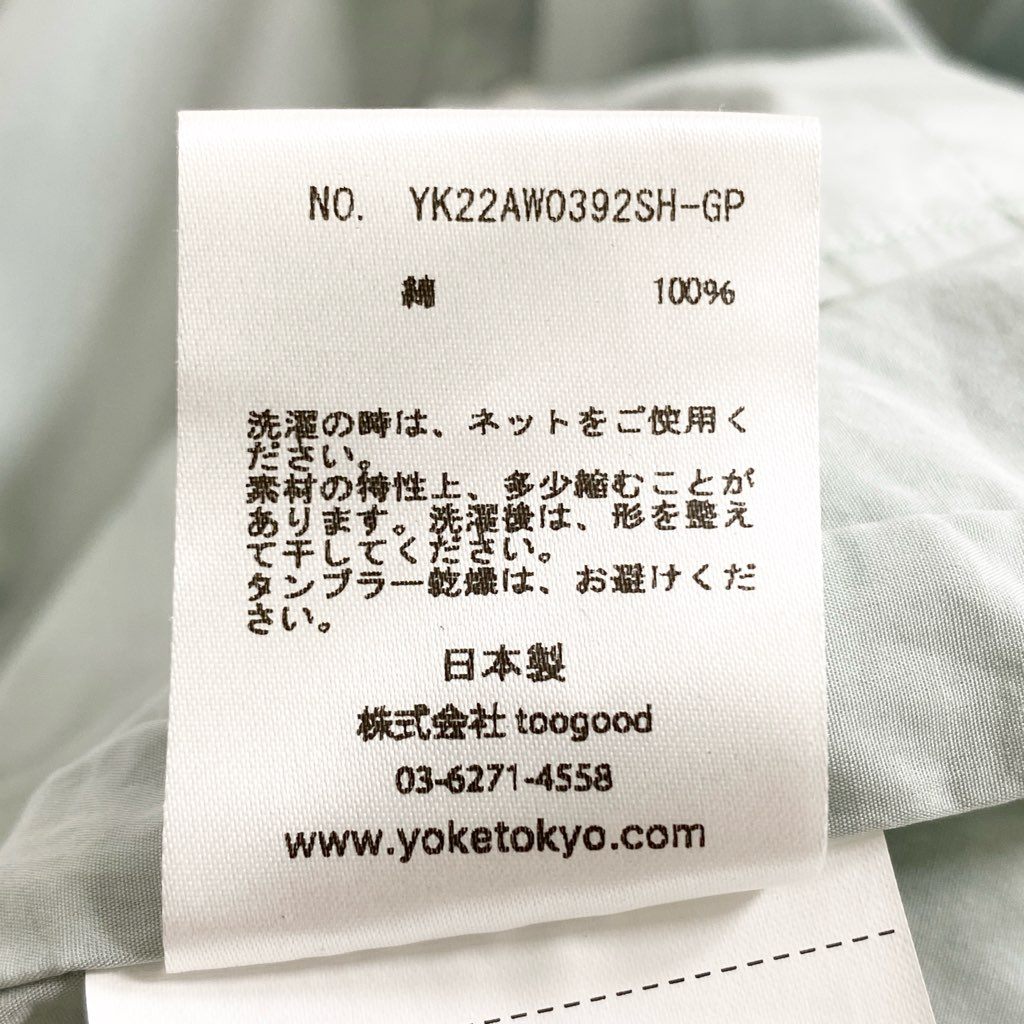 NO. YK22AW0392SH-GP
綿 100%
洗濯の時は、ネットをご使用く
ださい。
素材の特性上、多少縮むことが
あります。洗濯後は、形を整え
て干してください。
タンブラー乾燥は、お避けくだ
さい。
日本製
株式会社 toogood
03-6271-4558
www.yoketokyo.com